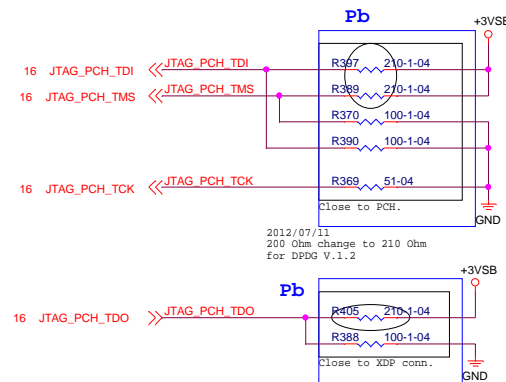 Pb
+3VSB
16 JTAG_PCH_TDI JTAG_PCH_TDI R397 210-1-04
16 JTAG_PCH_TMS JTAG_PCH_TMS R389 210-1-04
R370 100-1-04
R390 100-1-04
16 JTAG_PCH_TCK JTAG_PCH_TCK R369 51-04
Close to PCH.
GND
2012/07/11
200 Ohm change to 210 Ohm
for DPDG V.1.2
+3VSB
Pb
16 JTAG_PCH_TDO JTAG_PCH_TDO R405 210-1-04
R388 100-1-04
Close to XDP conn.
GND